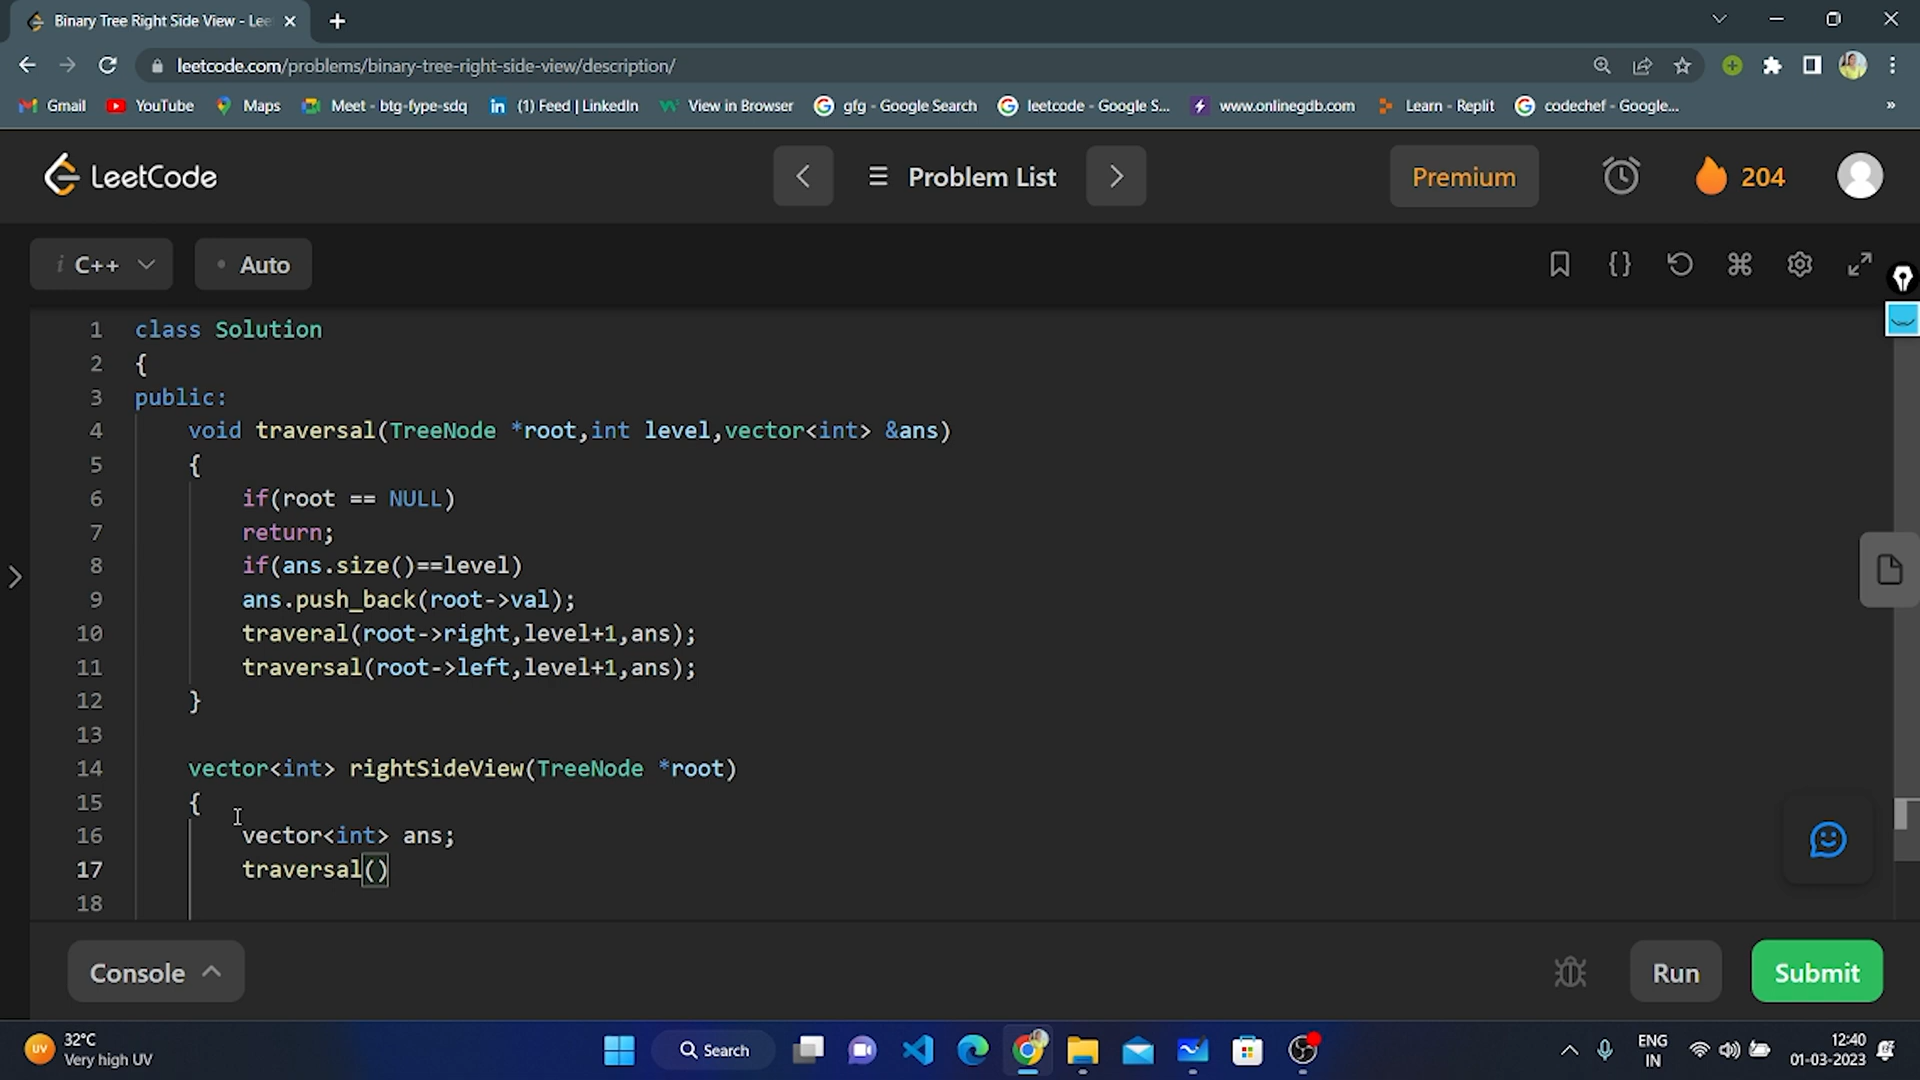 Binary Tree Right Side View - Lee
leetcode.com/problems/binary-tree-right-side-view/description/
Gmail YouTube Maps Meet - btg-fype-sdq (1) Feed | LinkedIn View in Browser gfg - Google Search leetcode - Google S... www.onlinegdb.com Learn - Replit codechef - Google... »
LeetCode Problem List Premium 204
i C++ Auto
1 class Solution
2 {
3 public:
4 void traversal(TreeNode *root,int level,vector<int> &ans)
5 {
6 if(root == NULL)
7 return;
8 if(ans.size()==level)
9 ans.push_back(root->val);
10 traveral(root->right,level+1,ans);
11 traversal(root->left,level+1,ans);
12 }
13
14 vector<int> rightSideView(TreeNode *root)
15 {
16 vector<int> ans;
17 traversal()
18
Console Run Submit
32°C
Very high UV
UV
Search
ENG
IN
12:40
01-03-2023